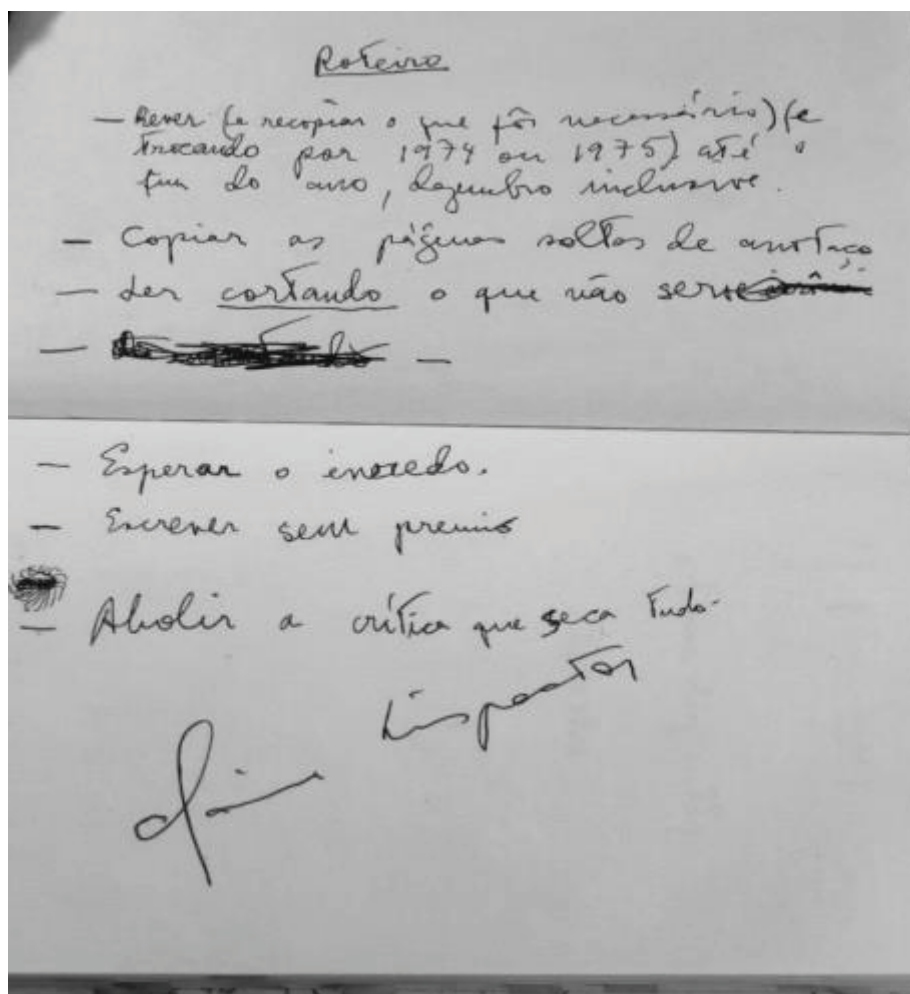 Roteiro
— Rever (e recopiar o que fôr necessário) (e
trocando por 1974 ou 1975) até o
fim do ano, dezembro inclusive.
— Copiar as páginas soltas de anotaço
— Ler cortando o que não serve
—
— Esperar o enredo.
— Escrever sem premio
— Abolir a crítica que seca tudo.
Clarice Lispector